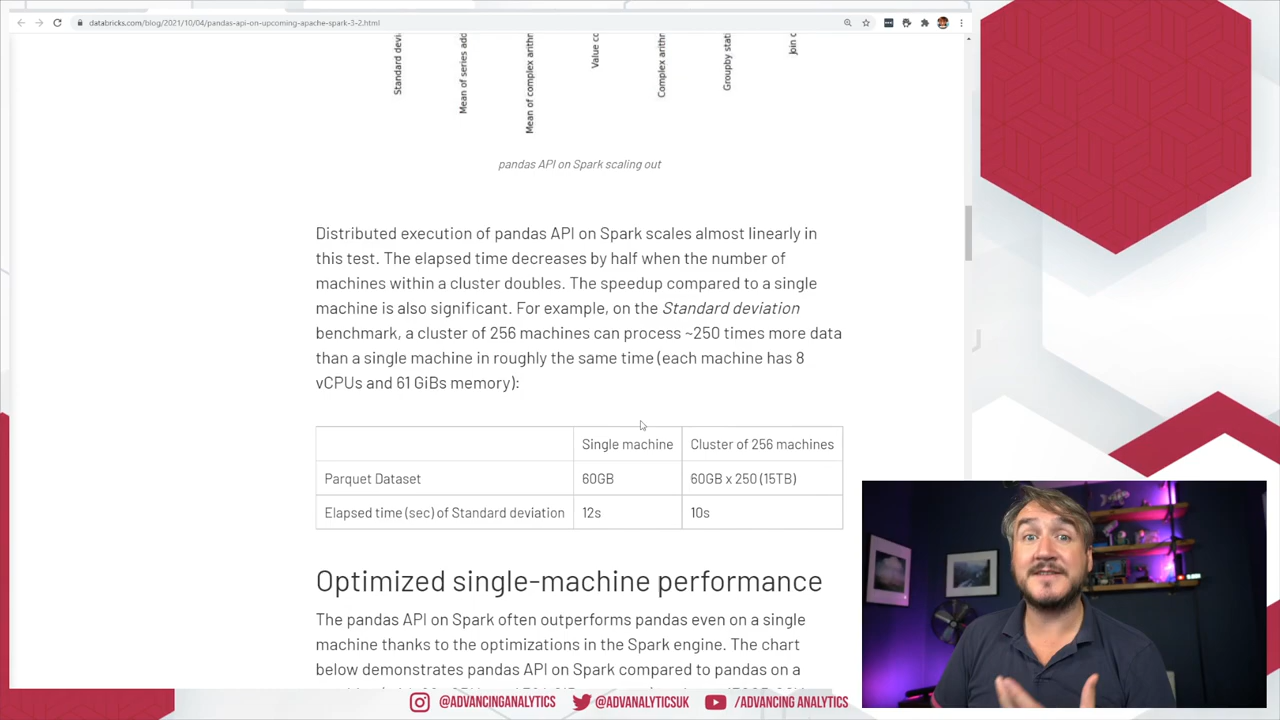 databricks.com/blog/2021/10/04/pandas-api-on-upcoming-apache-spark-3-2.html
Standard devi
Mean of series add
Mean of complex arithm
Value co
Complex arithm
Groupby stati
Join c
pandas API on Spark scaling out
Distributed execution of pandas API on Spark scales almost linearly in
this test. The elapsed time decreases by half when the number of
machines within a cluster doubles. The speedup compared to a single
machine is also significant. For example, on the Standard deviation
benchmark, a cluster of 256 machines can process ~250 times more data
than a single machine in roughly the same time (each machine has 8
vCPUs and 61 GiBs memory):
Single machine Cluster of 256 machines
Parquet Dataset 60GB 60GB x 250 (15TB)
Elapsed time (sec) of Standard deviation 12s 10s
Optimized single-machine performance
The pandas API on Spark often outperforms pandas even on a single
machine thanks to the optimizations in the Spark engine. The chart
below demonstrates pandas API on Spark compared to pandas on a
@ADVANCINGANALYTICS @ADVANALYTICSUK /ADVANCING ANALYTICS